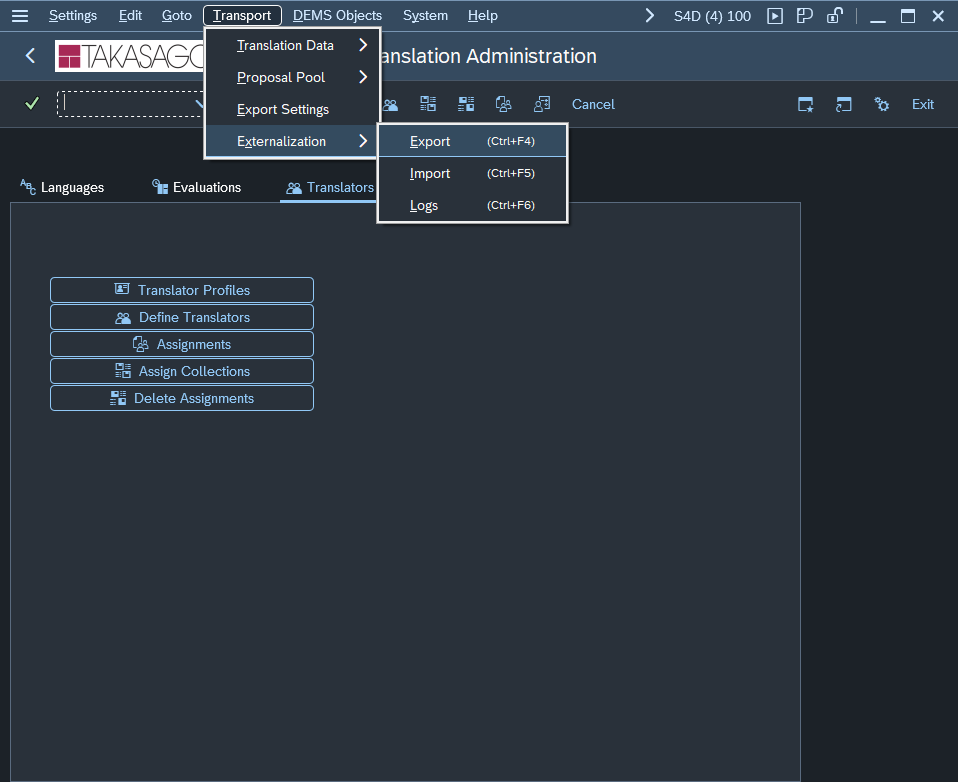 Settings Edit Goto Transport DEMS Objects System Help S4D (4) 100
TAKASAGO
anslation Administration
Translation Data
Proposal Pool
Export Settings
Externalization
Cancel
Exit
Export (Ctrl+F4)
Import (Ctrl+F5)
Logs (Ctrl+F6)
Languages Evaluations Translators
Translator Profiles
Define Translators
Assignments
Assign Collections
Delete Assignments